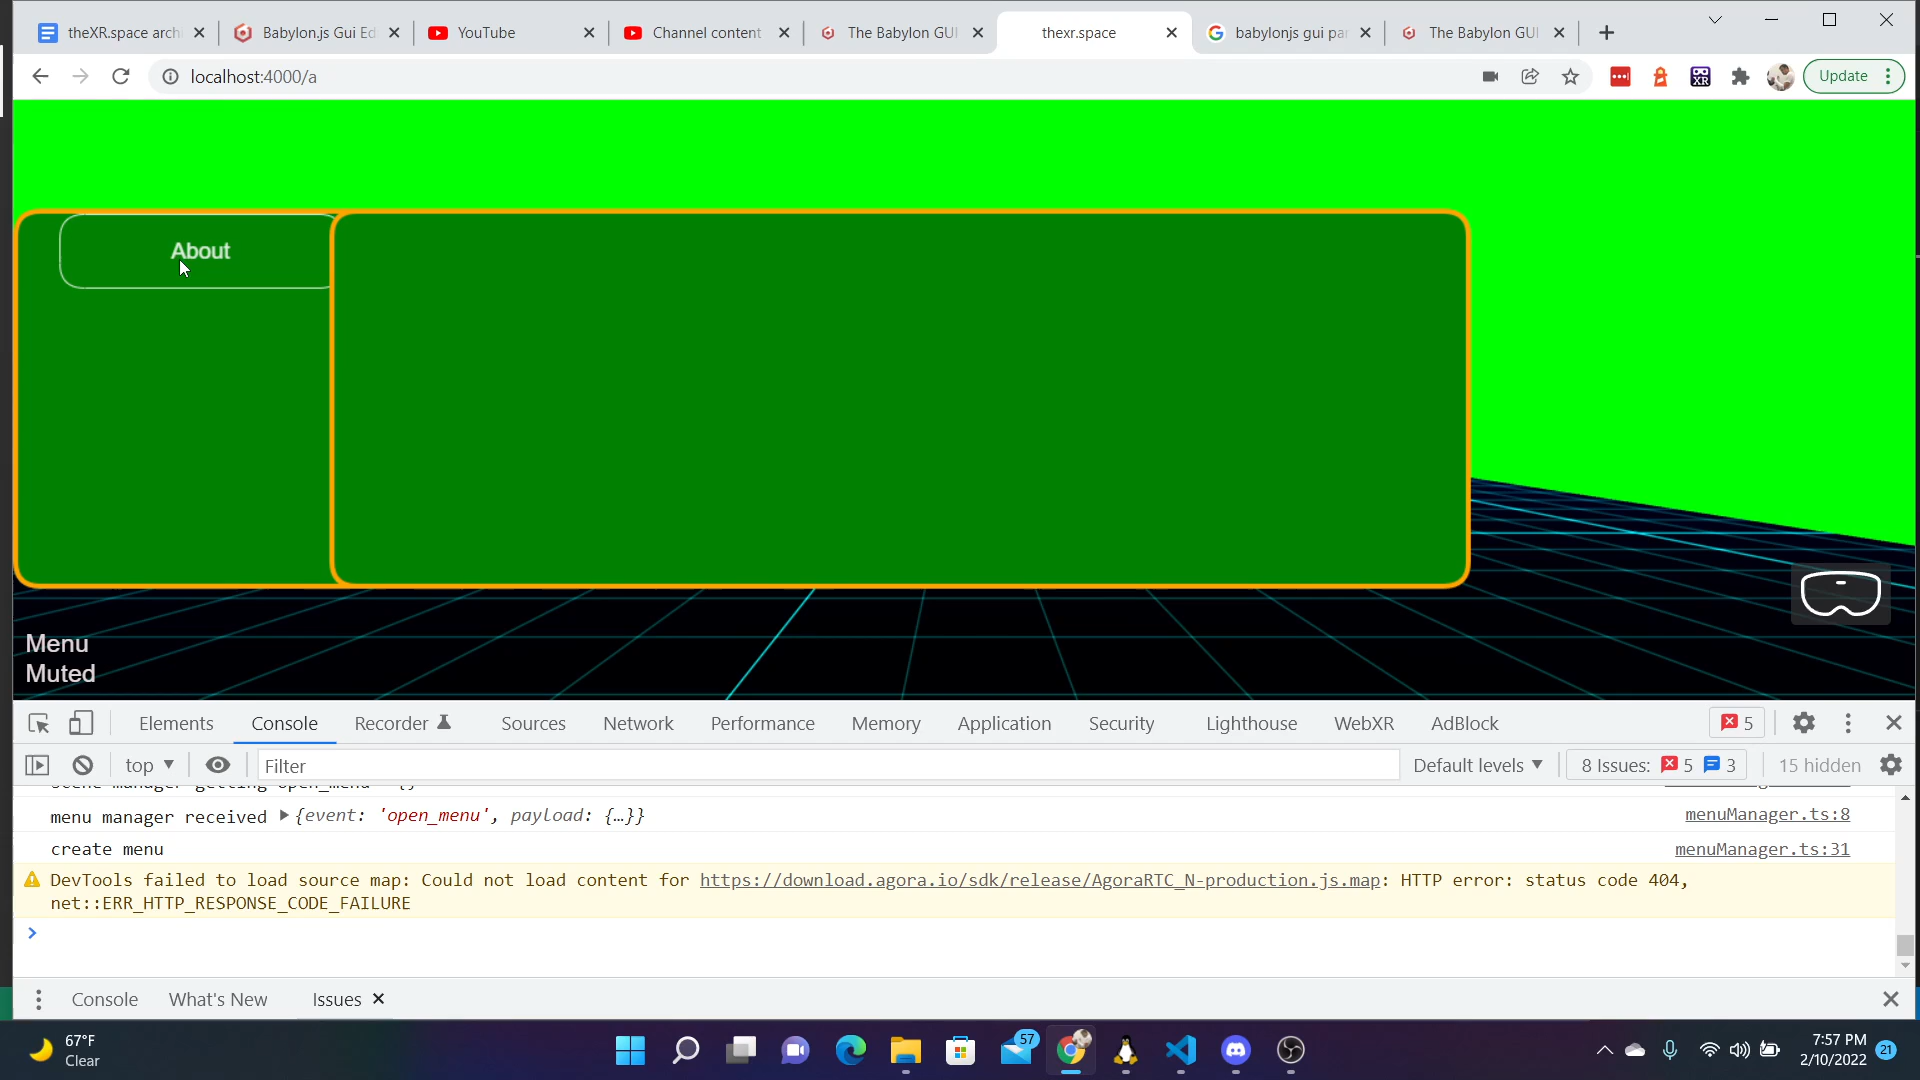 theXR.space archi
Babylon.js Gui Ed
YouTube
Channel content
The Babylon GUI
thexr.space
babylonjs gui par
The Babylon GUI
localhost:4000/a
XR
Update
About
Menu
Muted
Elements
Console
Recorder
Sources
Network
Performance
Memory
Application
Security
Lighthouse
WebXR
AdBlock
5
top
Filter
Default levels
8 Issues: 5 3
15 hidden
menu manager received {event: 'open_menu', payload: {…}}
menuManager.ts:8
create menu
menuManager.ts:31
DevTools failed to load source map: Could not load content for https://download.agora.io/sdk/release/AgoraRTC_N-production.js.map: HTTP error: status code 404,
net::ERR_HTTP_RESPONSE_CODE_FAILURE
Console
What's New
Issues
67°F
Clear
57
7:57 PM
2/10/2022
21